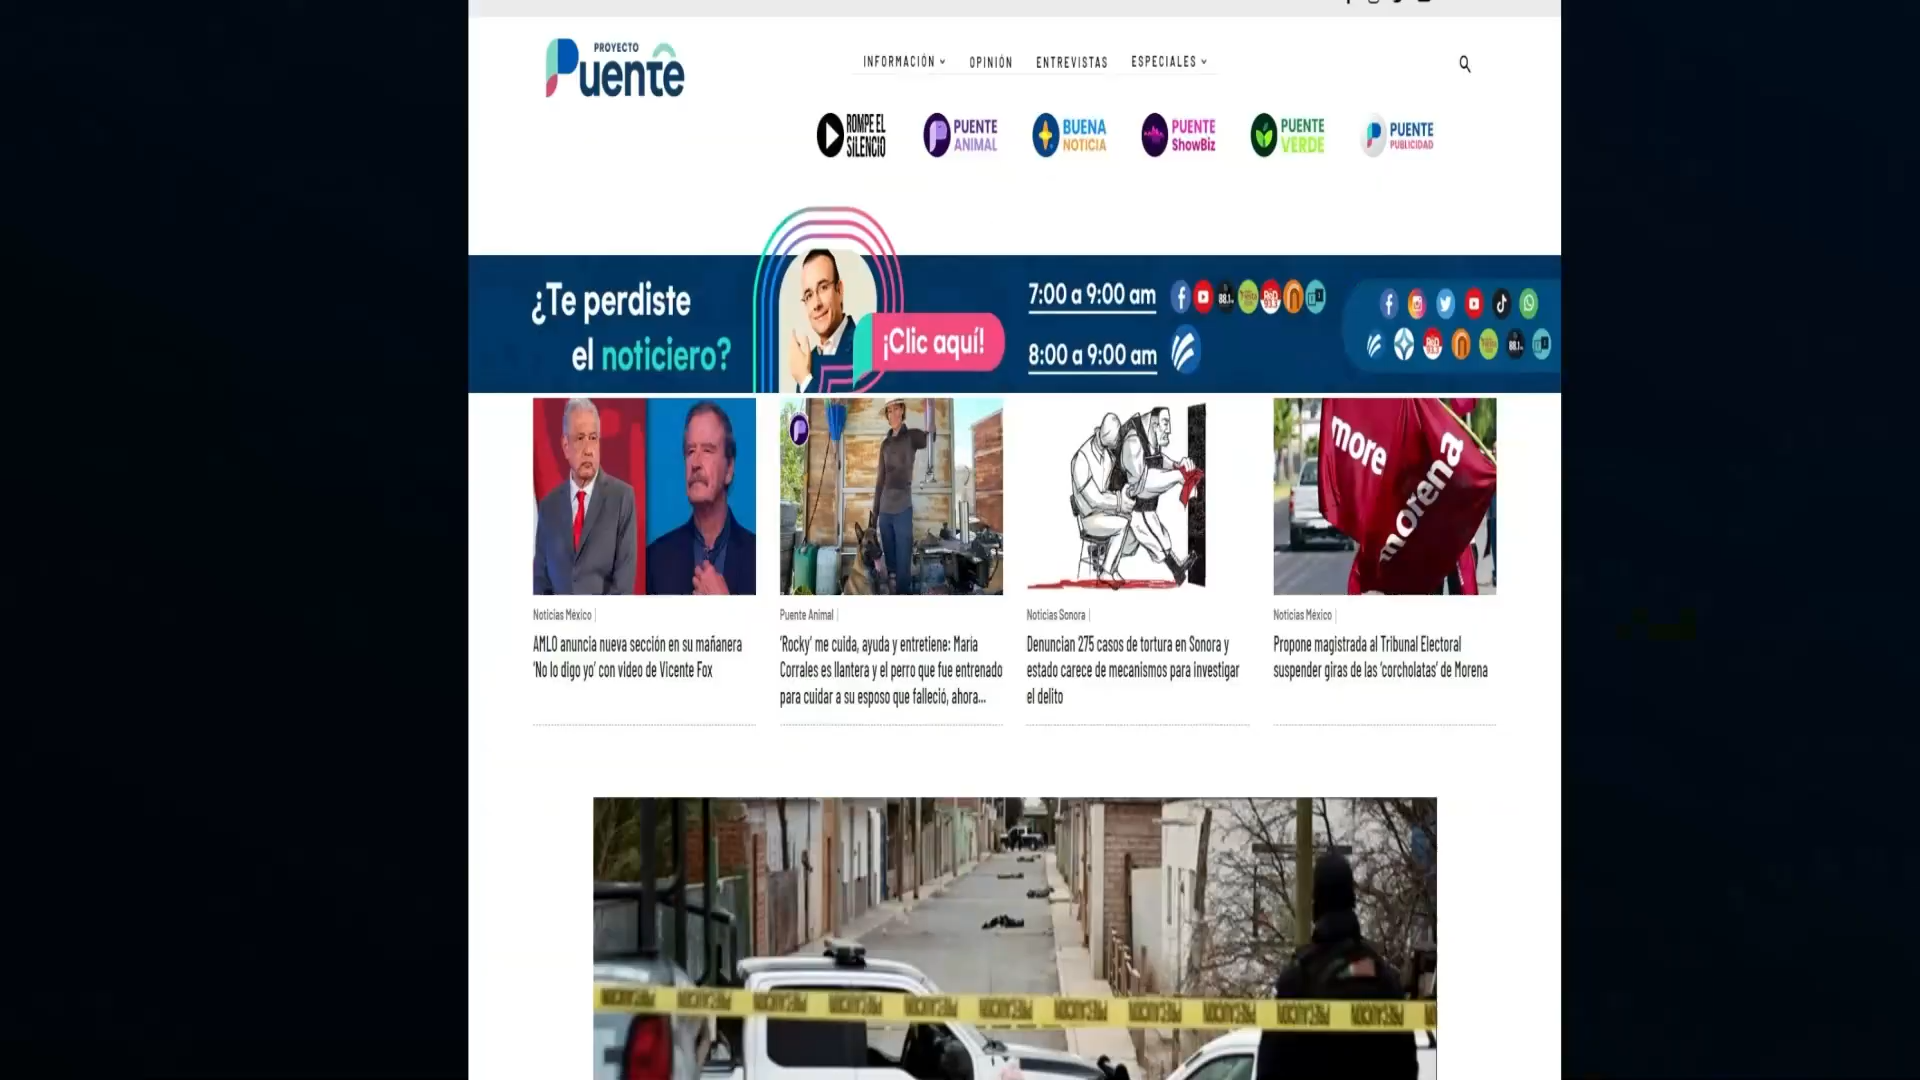 PROYECTO
Puente
INFORMACIÓN
OPINIÓN
ENTREVISTAS
ESPECIALES
ROMPE EL
SILENCIO
PUENTE
ANIMAL
BUENA
NOTICIA
PUENTE
ShowBiz
PUENTE
VERDE
PUENTE
PUBLICIDAD
¿Te perdiste
el noticiero?
¡Clic aquí!
7:00 a 9:00 am
8:00 a 9:00 am
more
morena
Noticias México
AMLO anuncia nueva sección en su mañanera
'No lo digo yo' con video de Vicente Fox
Puente Animal
'Rocky' me cuida, ayuda y entretiene: María
Corrales es llantera y el perro que fue entrenado
para cuidar a su esposo que falleció, ahora...
Noticias Sonora
Denuncian 275 casos de tortura en Sonora y
estado carece de mecanismos para investigar
el delito
Noticias México
Propone magistrada al Tribunal Electoral
suspender giras de las 'corcholatas' de Morena